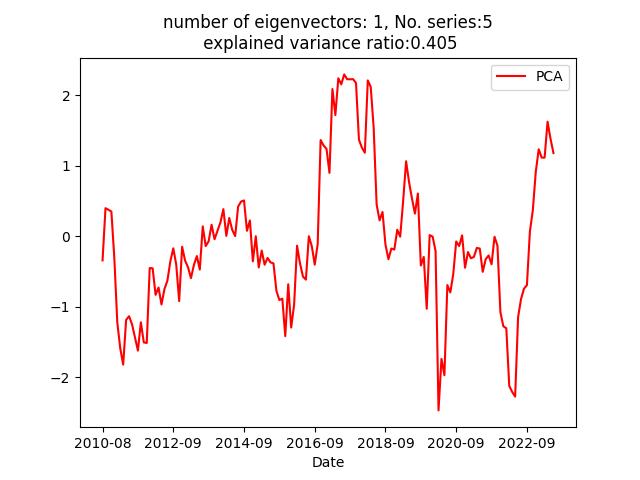 number of eigenvectors: 1, No. series:5
explained variance ratio:0.405
PCA
2
1
0
−1
−2
2010-08 2012-09 2014-09 2016-09 2018-09 2020-09 2022-09
Date